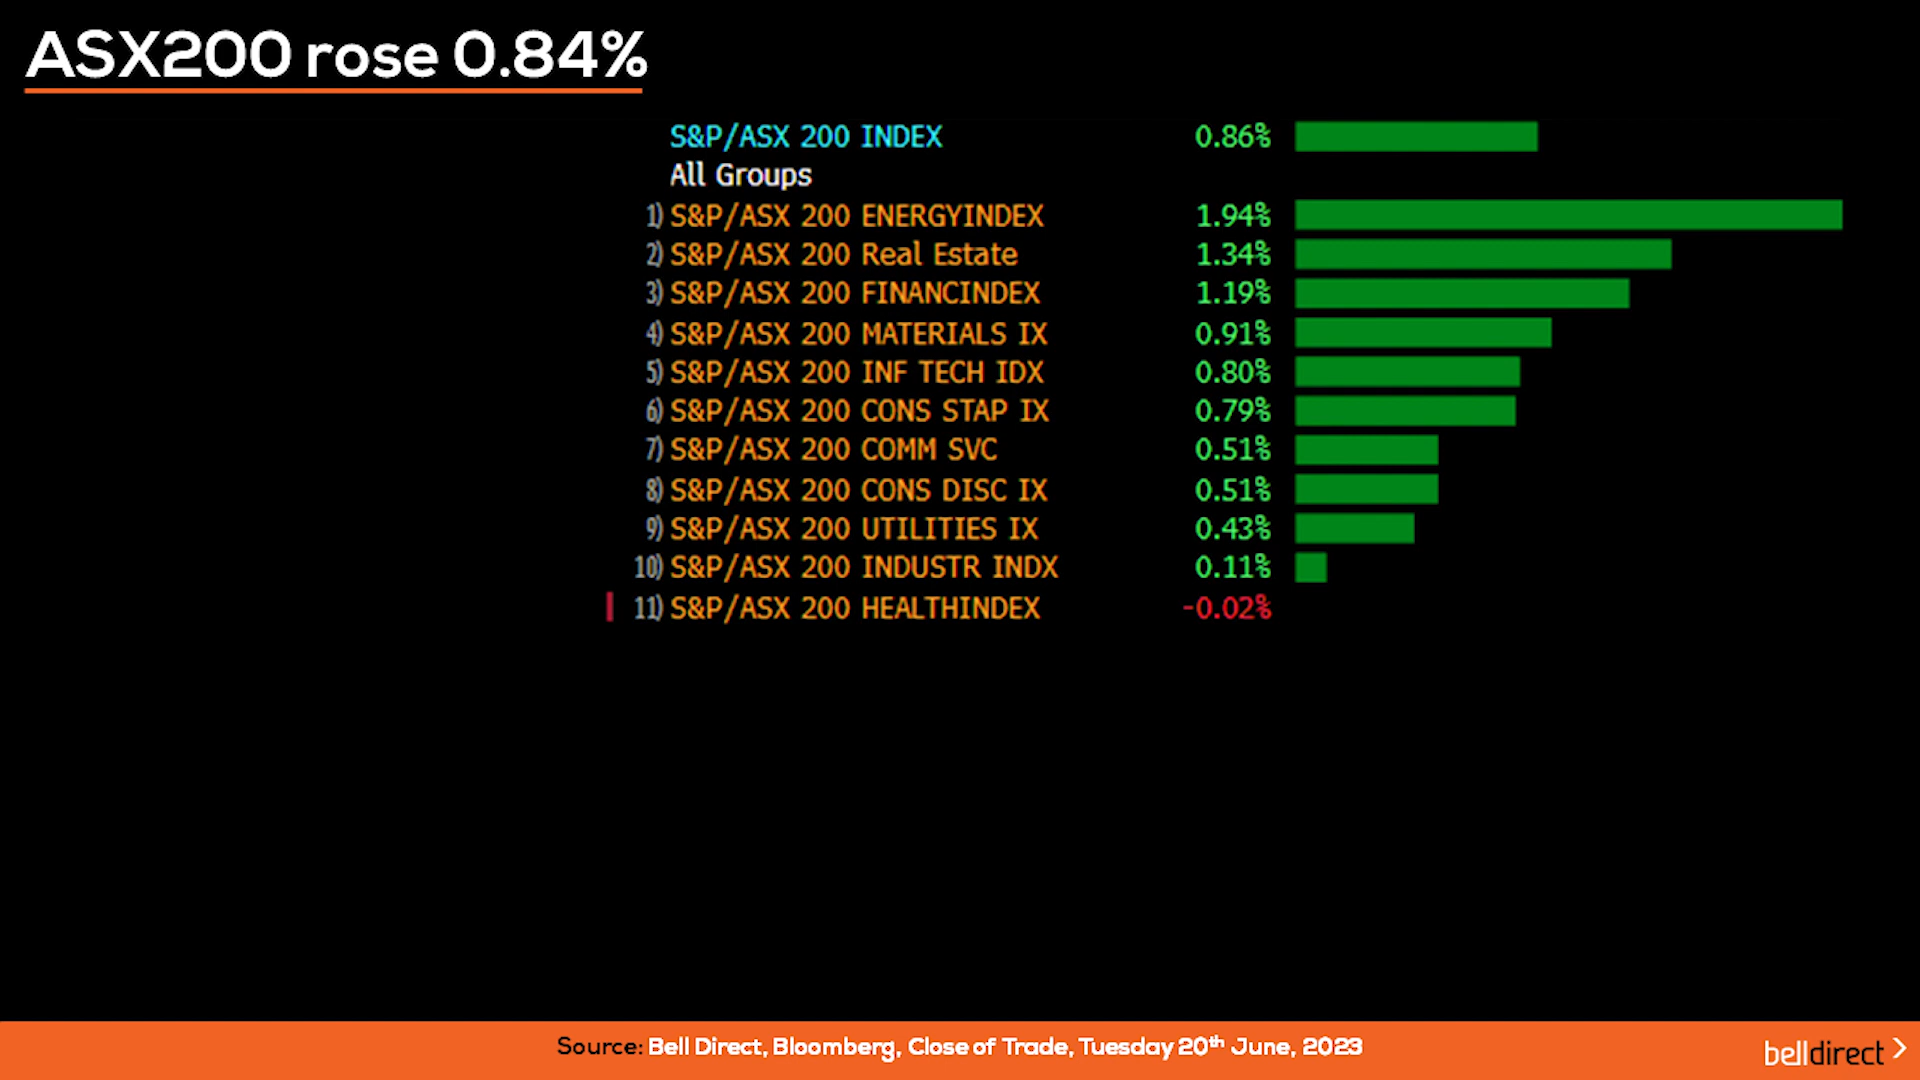 ASX200 rose 0.84%
S&P/ASX 200 INDEX 0.86%
All Groups
1) S&P/ASX 200 ENERGYINDEX 1.94%
2) S&P/ASX 200 Real Estate 1.34%
3) S&P/ASX 200 FINANCINDEX 1.19%
4) S&P/ASX 200 MATERIALS IX 0.91%
5) S&P/ASX 200 INF TECH IDX 0.80%
6) S&P/ASX 200 CONS STAP IX 0.79%
7) S&P/ASX 200 COMM SVC 0.51%
8) S&P/ASX 200 CONS DISC IX 0.51%
9) S&P/ASX 200 UTILITIES IX 0.43%
10) S&P/ASX 200 INDUSTR INDX 0.11%
11) S&P/ASX 200 HEALTHINDEX -0.02%
Source: Bell Direct, Bloomberg, Close of Trade, Tuesday 20th June, 2023
belldirect